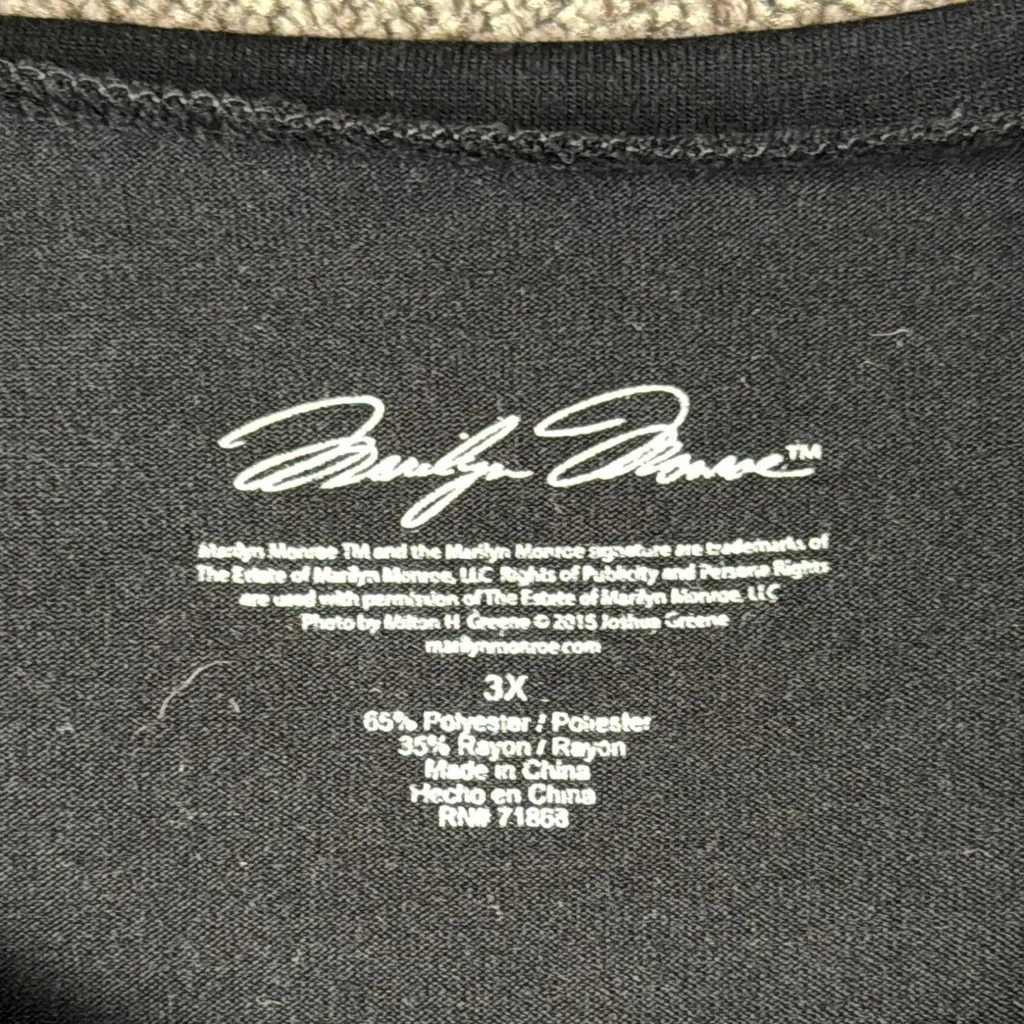 Marilyn Monroe™
Marilyn Monroe TM and the Marilyn Monroe signature are trademarks of
The Estate of Marilyn Monroe, LLC Rights of Publicity and Persona Rights
are used with permission of The Estate of Marilyn Monroe, LLC
Photo by Milton H Greene © 2015 Joshua Greene
marilynmonroe.com
3X
65% Polyester / Poliester
35% Rayon / Rayon
Made in China
Hecho en China
RN# 71868